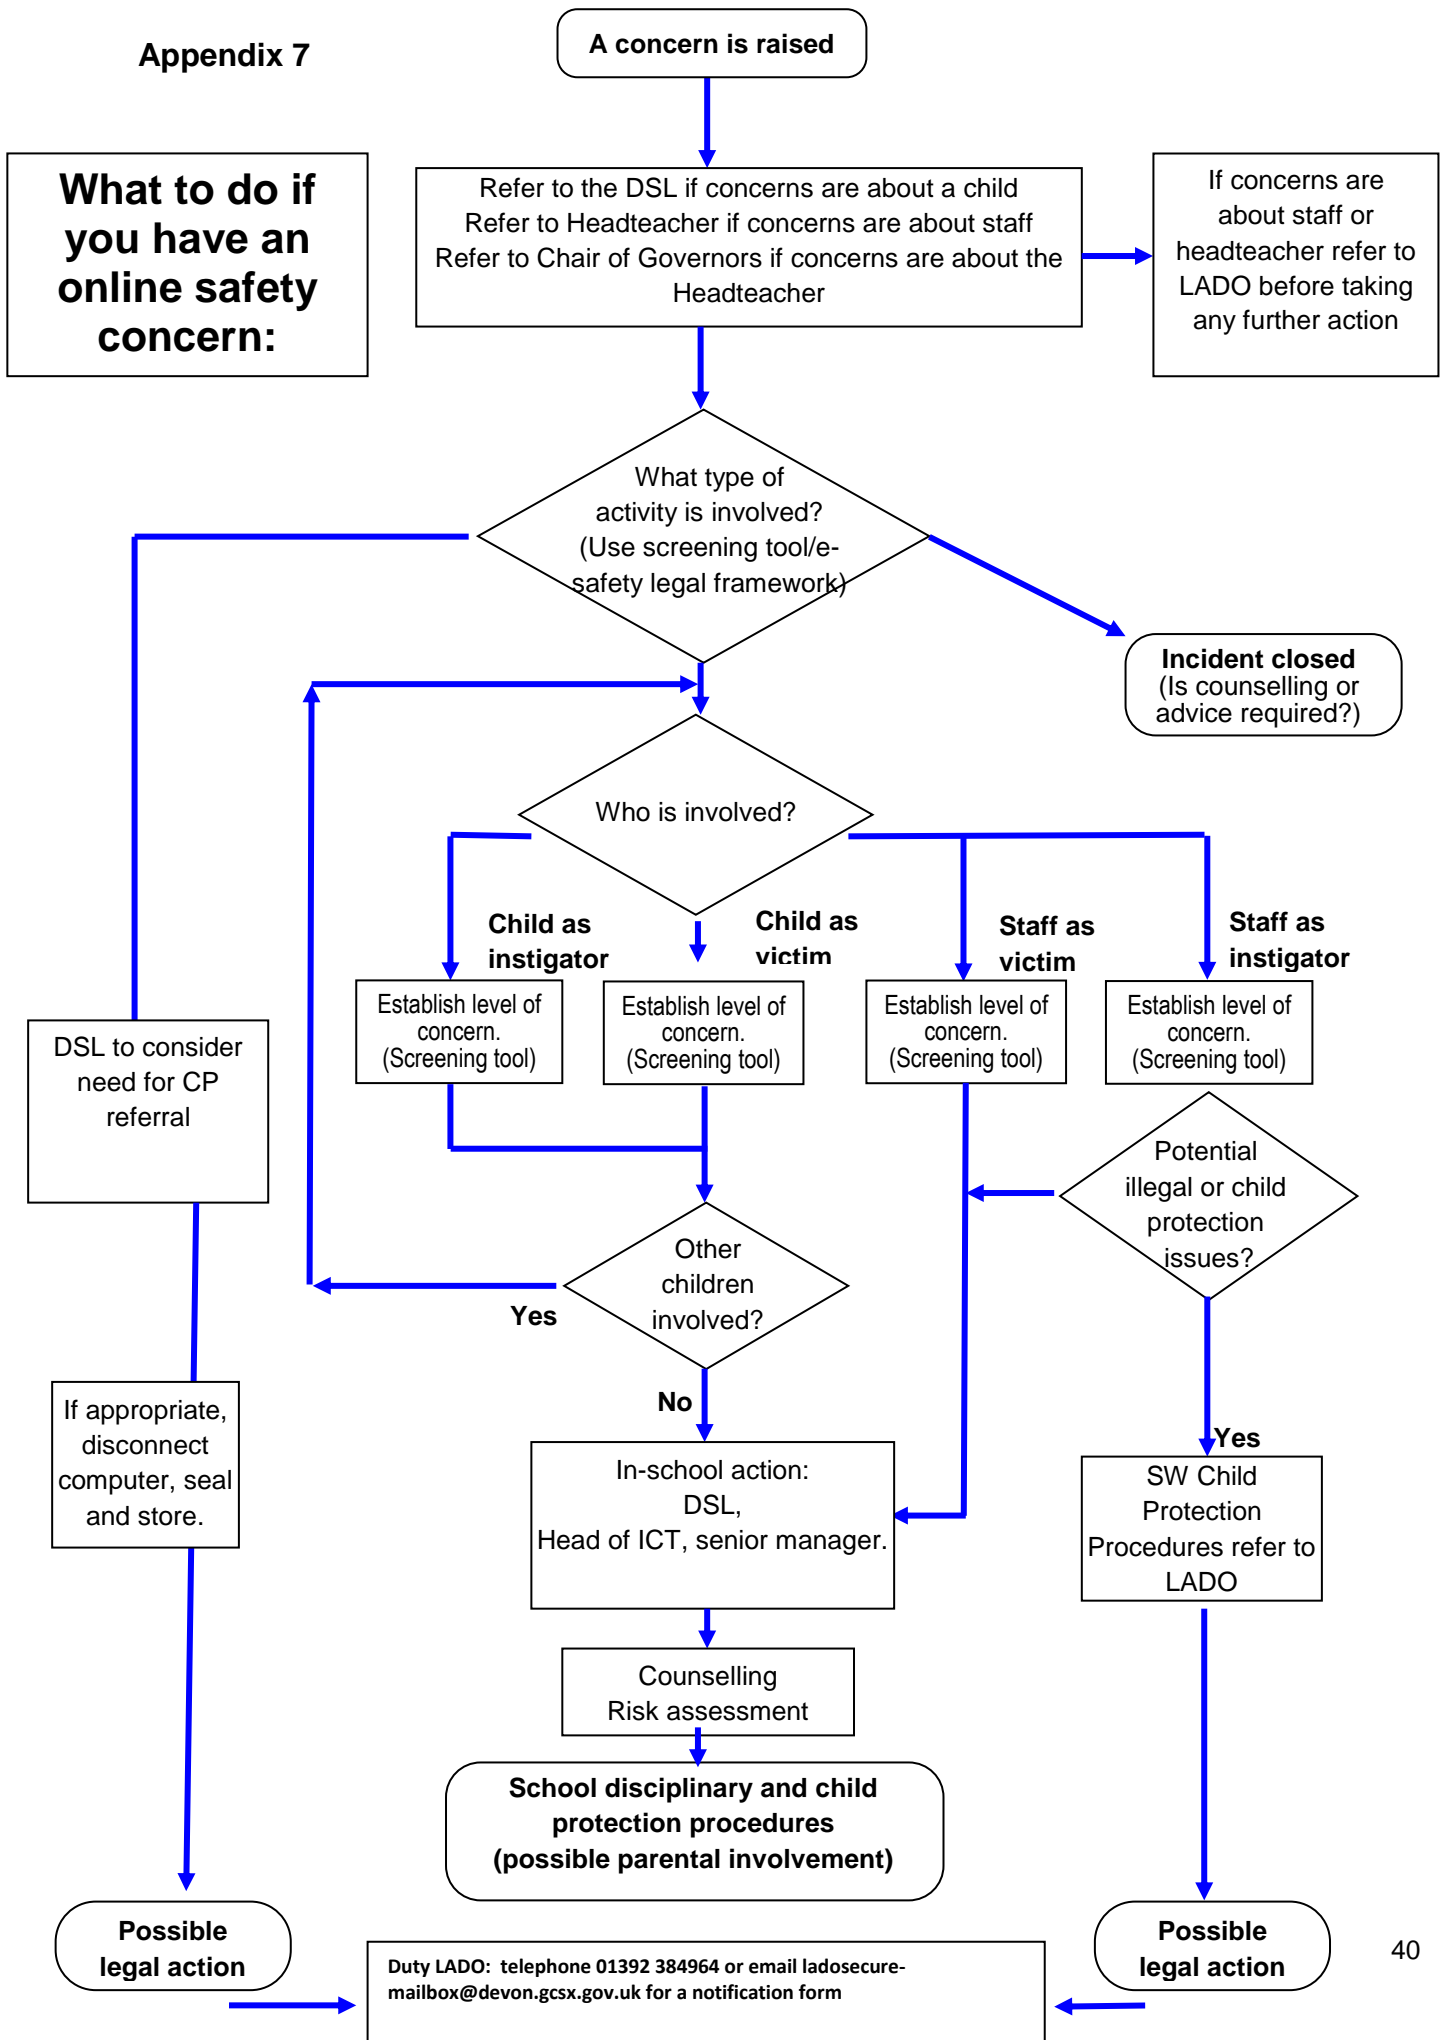 Appendix 7
A concern is raised
What to do if
you have an
online safety
concern:
Refer to the DSL if concerns are about a child
Refer to Headteacher if concerns are about staff
Refer to Chair of Governors if concerns are about the
Headteacher
If concerns are
about staff or
headteacher refer to
LADO before taking
any further action
What type of
activity is involved?
(Use screening tool/e-
safety legal framework)
Incident closed
(Is counselling or
advice required?)
Who is involved?
Child as
instigator
Child as
victim
Staff as
victim
Staff as
instigator
Establish level of
concern.
(Screening tool)
Establish level of
concern.
(Screening tool)
Establish level of
concern.
(Screening tool)
Establish level of
concern.
(Screening tool)
DSL to consider
need for CP
referral
Potential
illegal or child
protection
issues?
Other
children
involved?
Yes
No
Yes
If appropriate,
disconnect
computer, seal
and store.
In-school action:
DSL,
Head of ICT, senior manager.
SW Child
Protection
Procedures refer to
LADO
Counselling
Risk assessment
School disciplinary and child
protection procedures
(possible parental involvement)
Possible
legal action
Possible
legal action
Duty LADO: telephone 01392 384964 or email ladosecure-
mailbox@devon.gcsx.gov.uk for a notification form
40